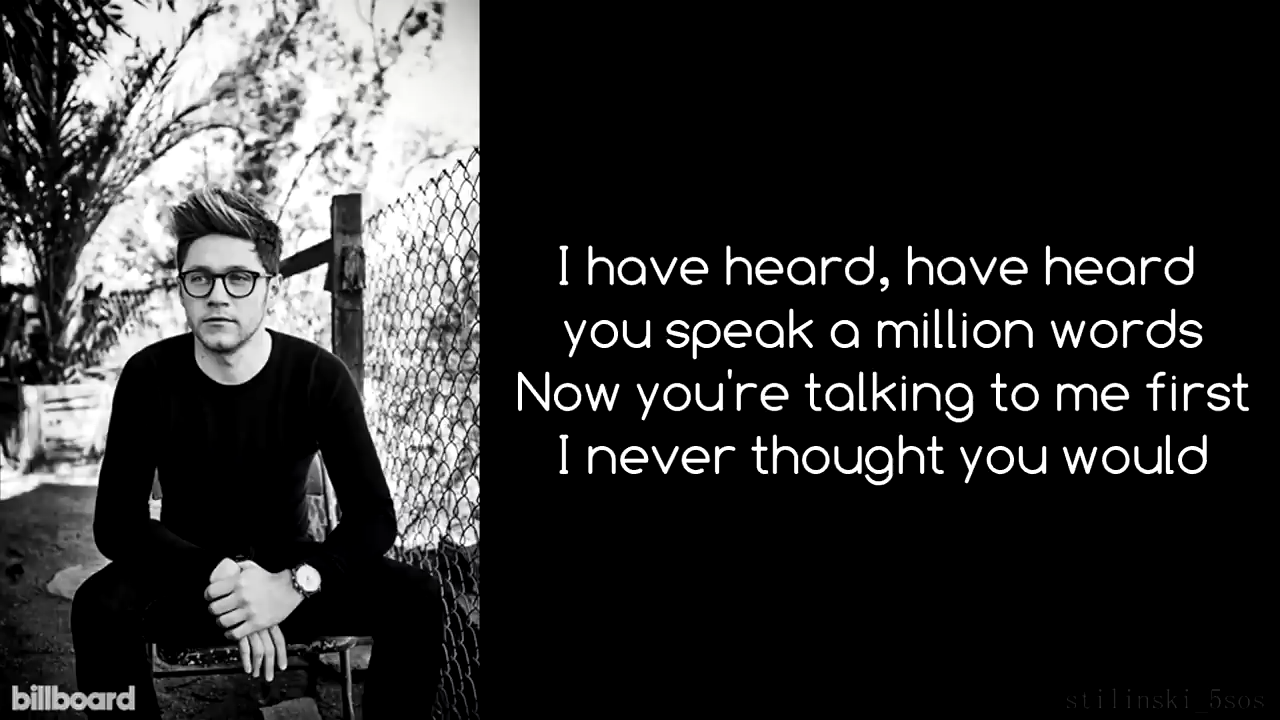 I have heard, have heard
you speak a million words
Now you're talking to me first
I never thought you would
billboard
stilinski_5sos